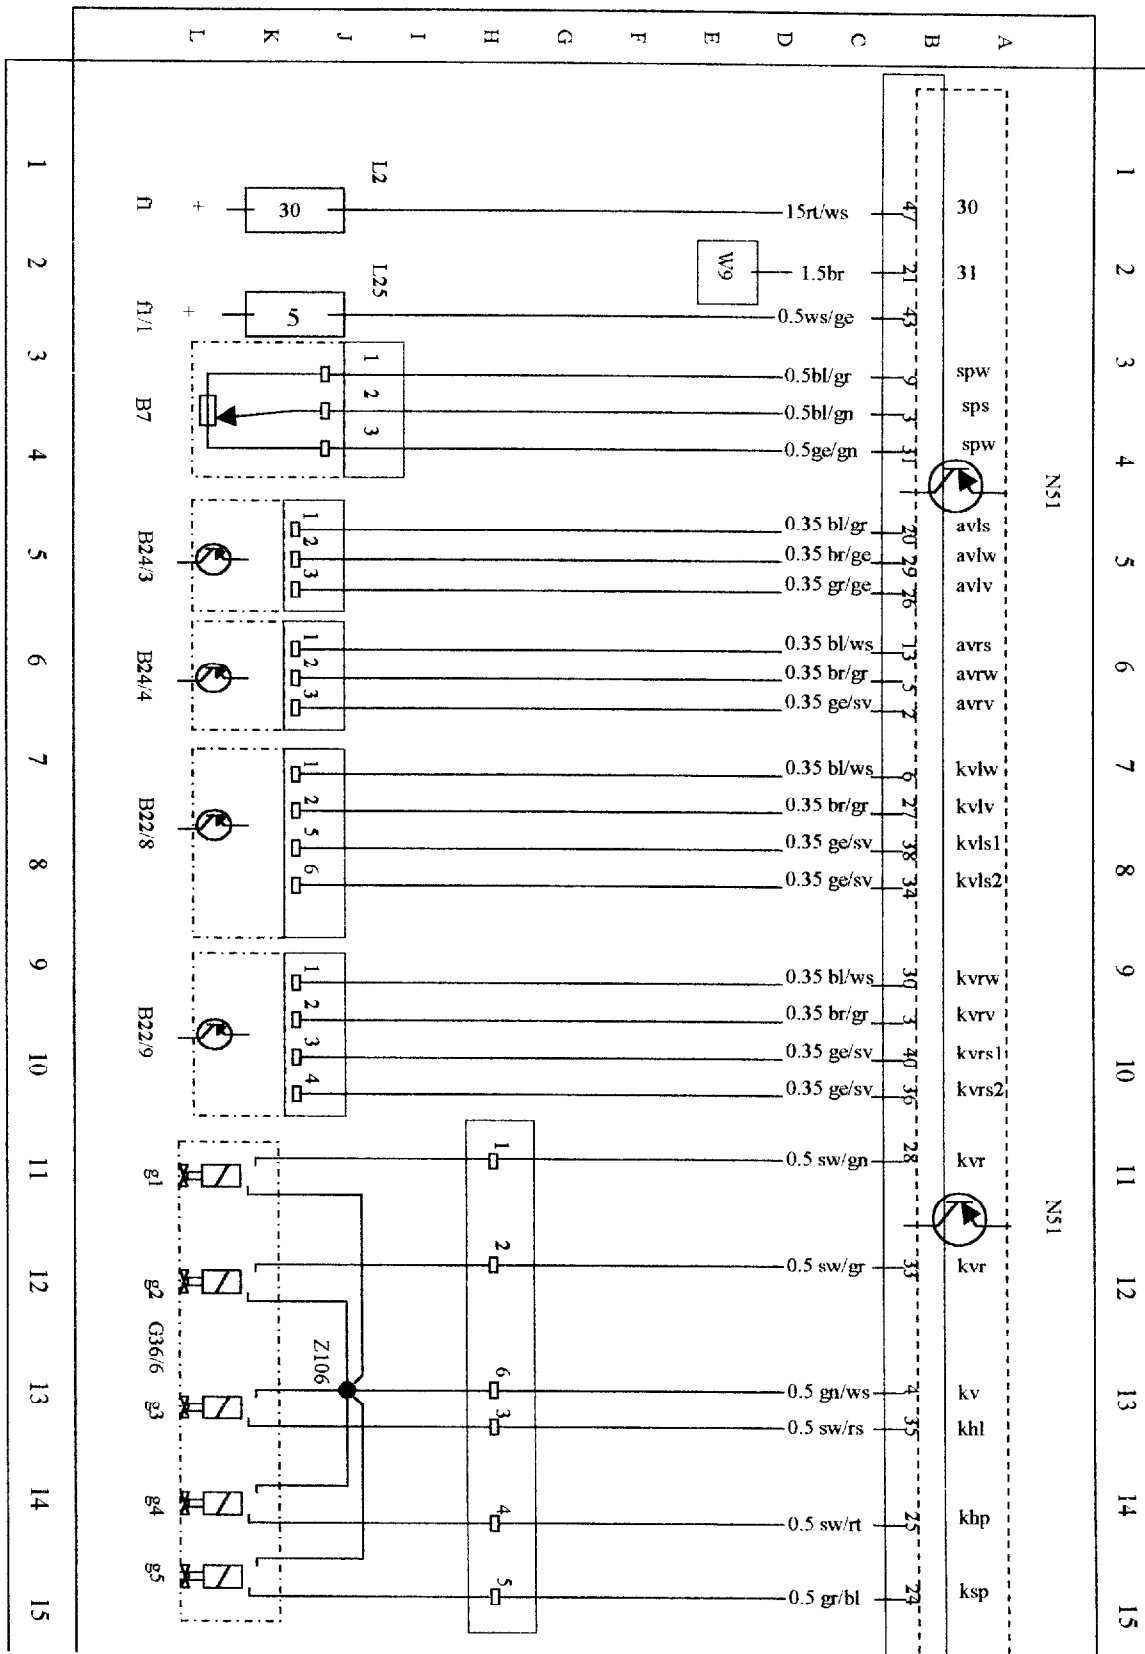 L K J I H G F E D C B A
1 1
L2
f1 + 30 15rt/ws 47 30
2 W9 1.5br 21 31 2
L25
f1/1 + 5 0.5ws/ge 43
3 3
1 0.5bl/gr 9 spw
B7 2 0.5bl/gn 3 sps
3 0.5ge/gn 31 spw
4 4
N51
1 0.35 bl/gr 20 avls
B24/3 2 0.35 br/ge 29 avlw
5 5
3 0.35 gr/ge 26 avlv
1 0.35 bl/ws 13 avrs
6 6
B24/4 2 0.35 br/gr 5 avrw
3 0.35 ge/sv 2 avrv
7 7
1 0.35 bl/ws 6 kvlw
B22/8 2 0.35 br/gr 27 kvlv
5 0.35 ge/sv 38 kvls1
8 8
6 0.35 ge/sv 34 kvls2
9 9
1 0.35 bl/ws 30 kvrw
B22/9 2 0.35 br/gr 3 kvrv
3 0.35 ge/sv 40 kvrs1
10 10
4 0.35 ge/sv 36 kvrs2
11 11
g1 1 0.5 sw/gn 28 kvr
N51
g2 2 0.5 sw/gr 33 kvr
12 12
G36/6 Z106
13 13
6 0.5 gn/ws 4 kv
g3 3 0.5 sw/rs 35 khl
14 14
g4 4 0.5 sw/rt 25 khp
g5 5 0.5 gr/bl 24 ksp
15 15